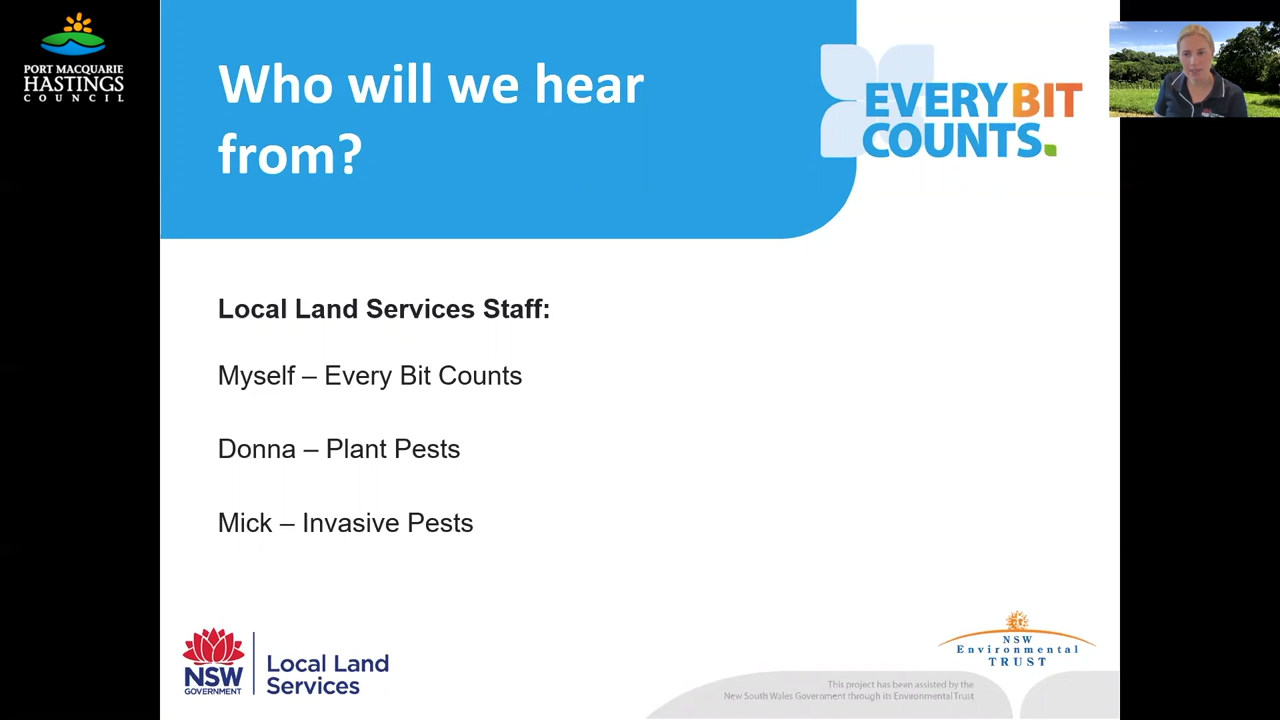 PORT MACQUARIE
HASTINGS
COUNCIL
Who will we hear
from?
EVERY BIT
COUNTS.
Local Land Services Staff:
Myself – Every Bit Counts
Donna – Plant Pests
Mick – Invasive Pests
NSW
GOVERNMENT
Local Land
Services
NSW
Environmental
TRUST
This project has been assisted by the
New South Wales Government through its Environmental Trust